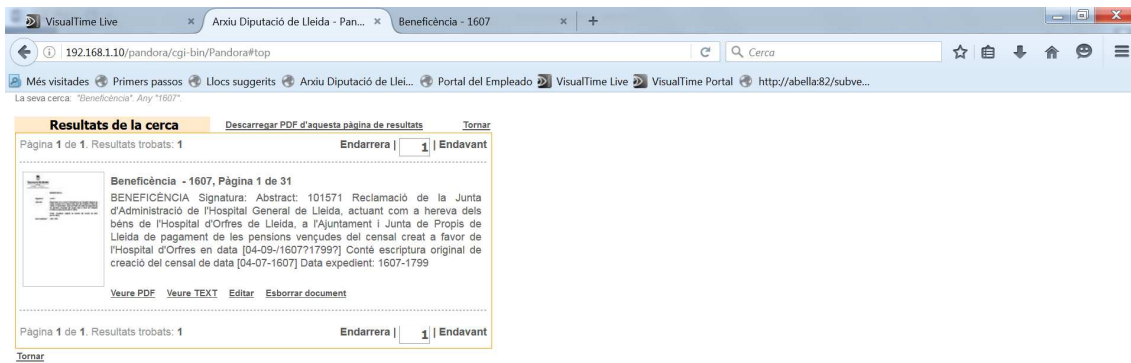 VisualTime Live
Arxiu Diputació de Lleida - Pan...
Beneficència - 1607
192.168.1.10/pandora/cgi-bin/Pandora#top
Cerca
Més visitades
Primers passos
Llocs suggerits
Arxiu Diputació de Llei...
Portal del Empleado
VisualTime Live
VisualTime Portal
http://abella:82/subve...
La seva cerca: "Beneficència". Any "1607".
Resultats de la cerca
Descarregar PDF d'aquesta pàgina de resultats
Tornar
Pàgina 1 de 1. Resultats trobats: 1
Endarrera | 1 | Endavant
Beneficència - 1607, Pàgina 1 de 31
BENEFICÈNCIA Signatura: Abstract: 101571 Reclamació de la Junta
d'Administració de l'Hospital General de Lleida, actuant com a hereva dels
béns de l'Hospital d'Orfres de Lleida, a l'Ajuntament i Junta de Propis de
Lleida de pagament de les pensions vençudes del censal creat a favor de
l'Hospital d'Orfres en data [04-09-/1607?1799?] Conté escriptura original de
creació del censal de data [04-07-1607] Data expedient: 1607-1799
Veure PDF
Veure TEXT
Editar
Esborrar document
Pàgina 1 de 1. Resultats trobats: 1
Endarrera | 1 | Endavant
Tornar